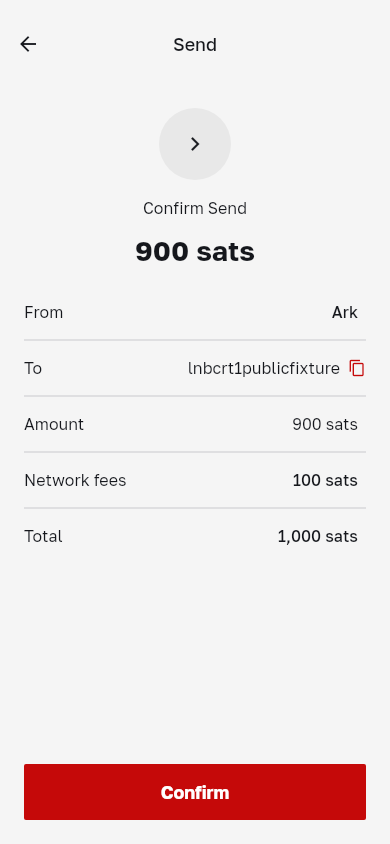 Send
Confirm Send
900 sats
From Ark
To lnbcrt1publicfixture
Amount 900 sats
Network fees 100 sats
Total 1,000 sats
Confirm